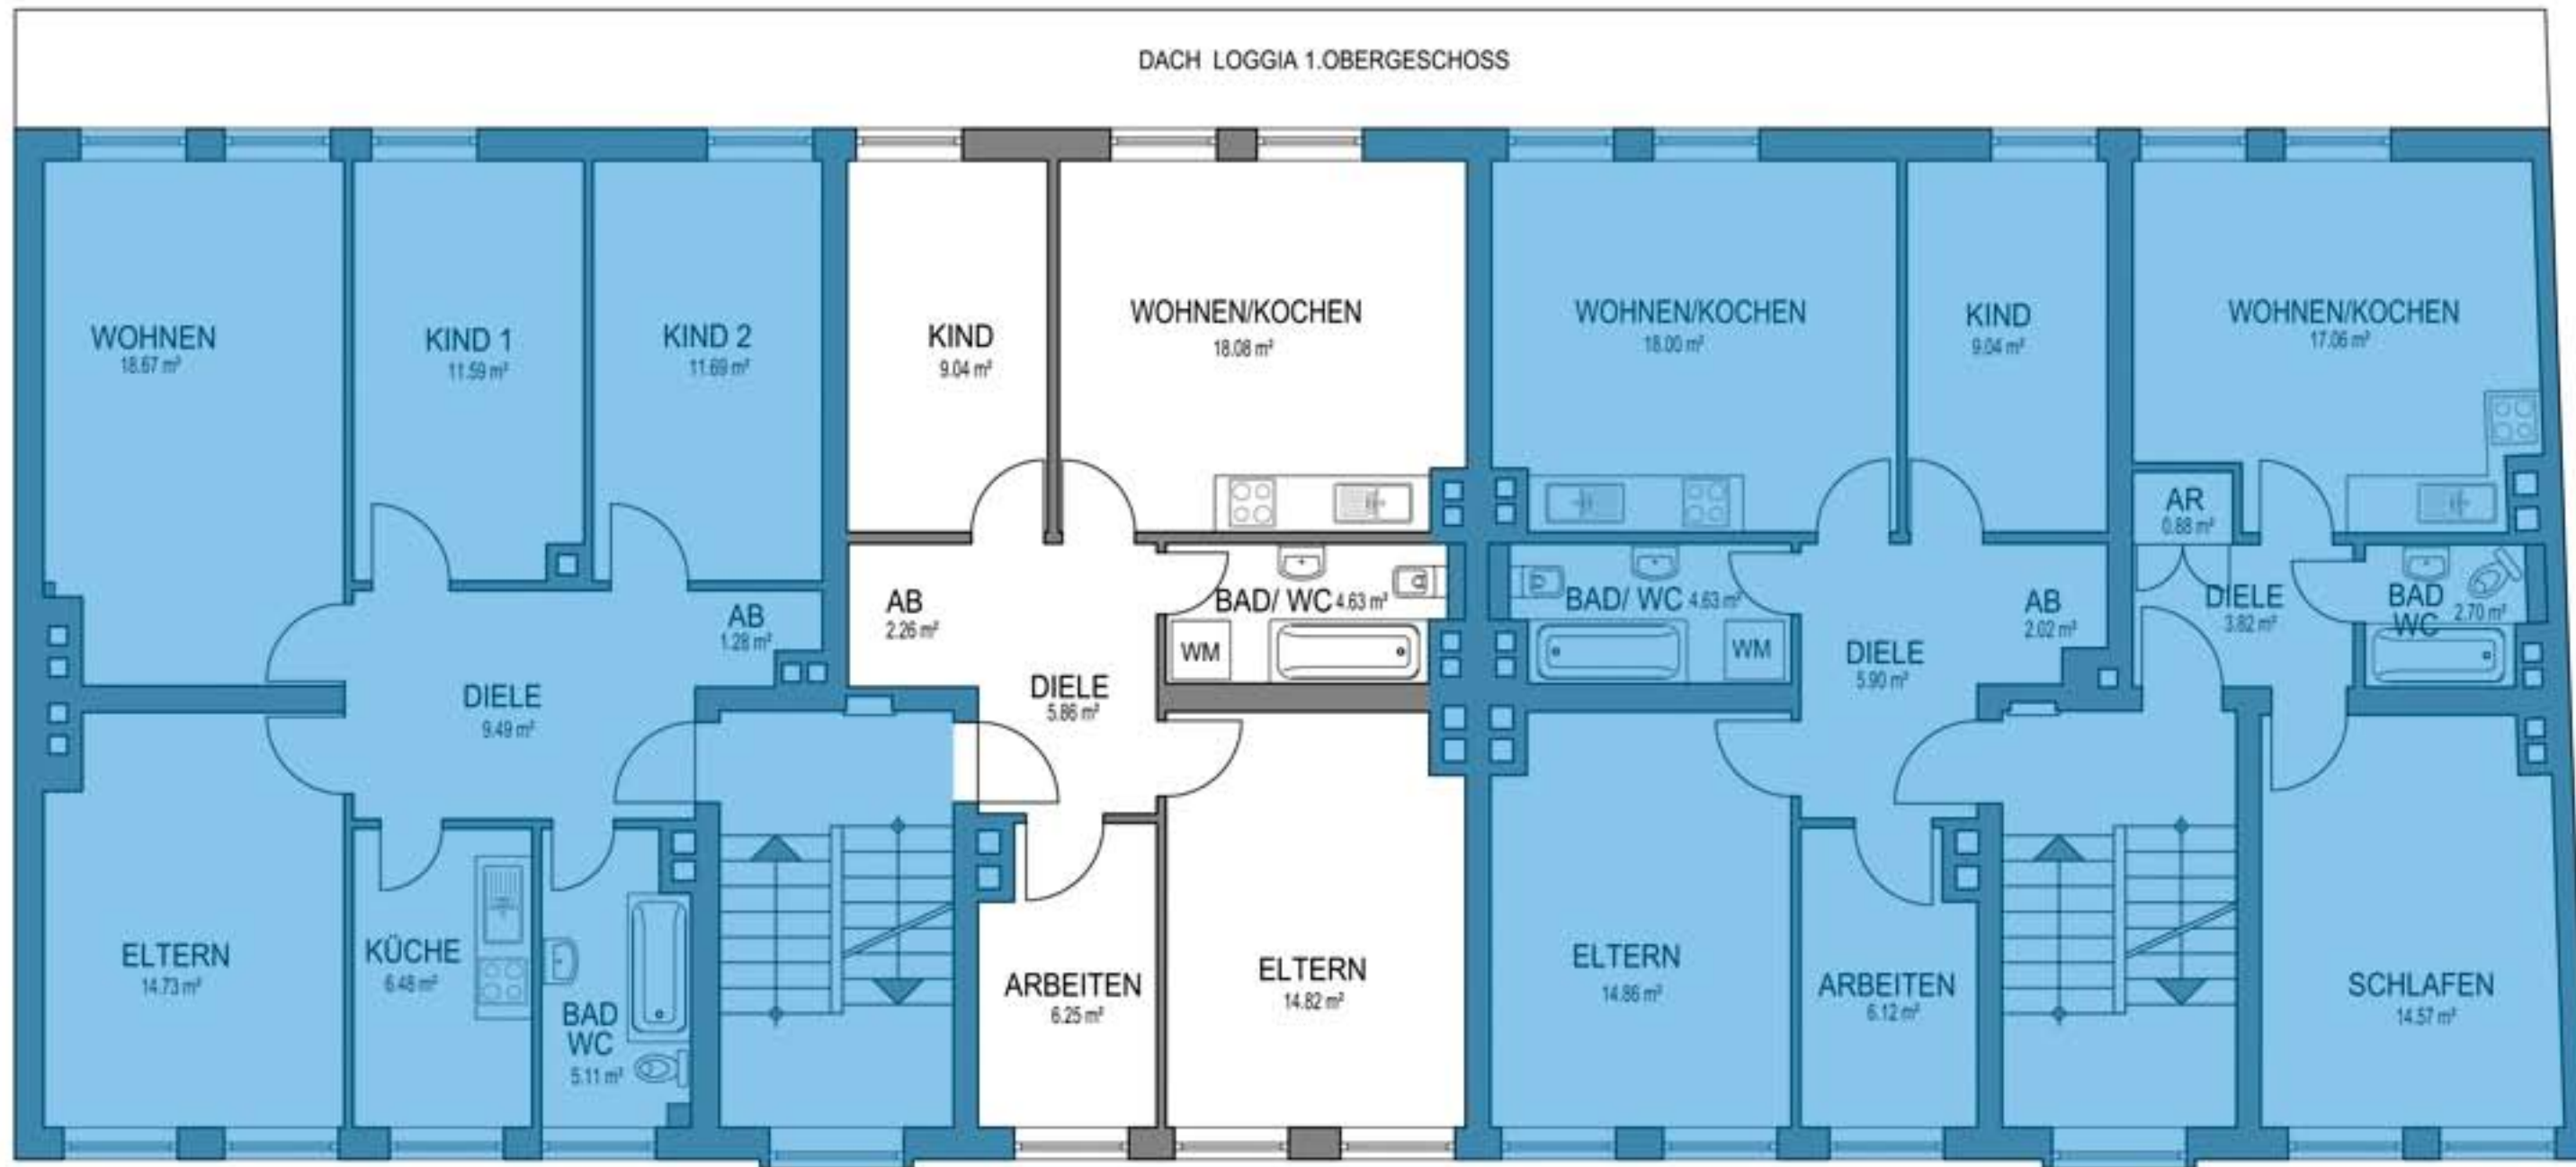 DACH LOGGIA 1.OBERGESCHOSS
WOHNEN
18.67 m²
KIND 1
11.59 m²
KIND 2
11.69 m²
KIND
9.04 m²
WOHNEN/KOCHEN
18.08 m²
WOHNEN/KOCHEN
18.00 m²
KIND
9.04 m²
WOHNEN/KOCHEN
17.06 m²
AR
0.88 m²
AB
1.28 m²
AB
2.26 m²
BAD/ WC 4.63 m²
WM
BAD/ WC 4.63 m²
WM
AB
2.02 m²
DIELE
3.82 m²
BAD
WC
2.70 m²
DIELE
9.49 m²
DIELE
5.86 m²
DIELE
5.90 m²
ELTERN
14.73 m²
KÜCHE
6.48 m²
BAD
WC
5.11 m²
ARBEITEN
6.25 m²
ELTERN
14.82 m²
ELTERN
14.86 m²
ARBEITEN
6.12 m²
SCHLAFEN
14.57 m²